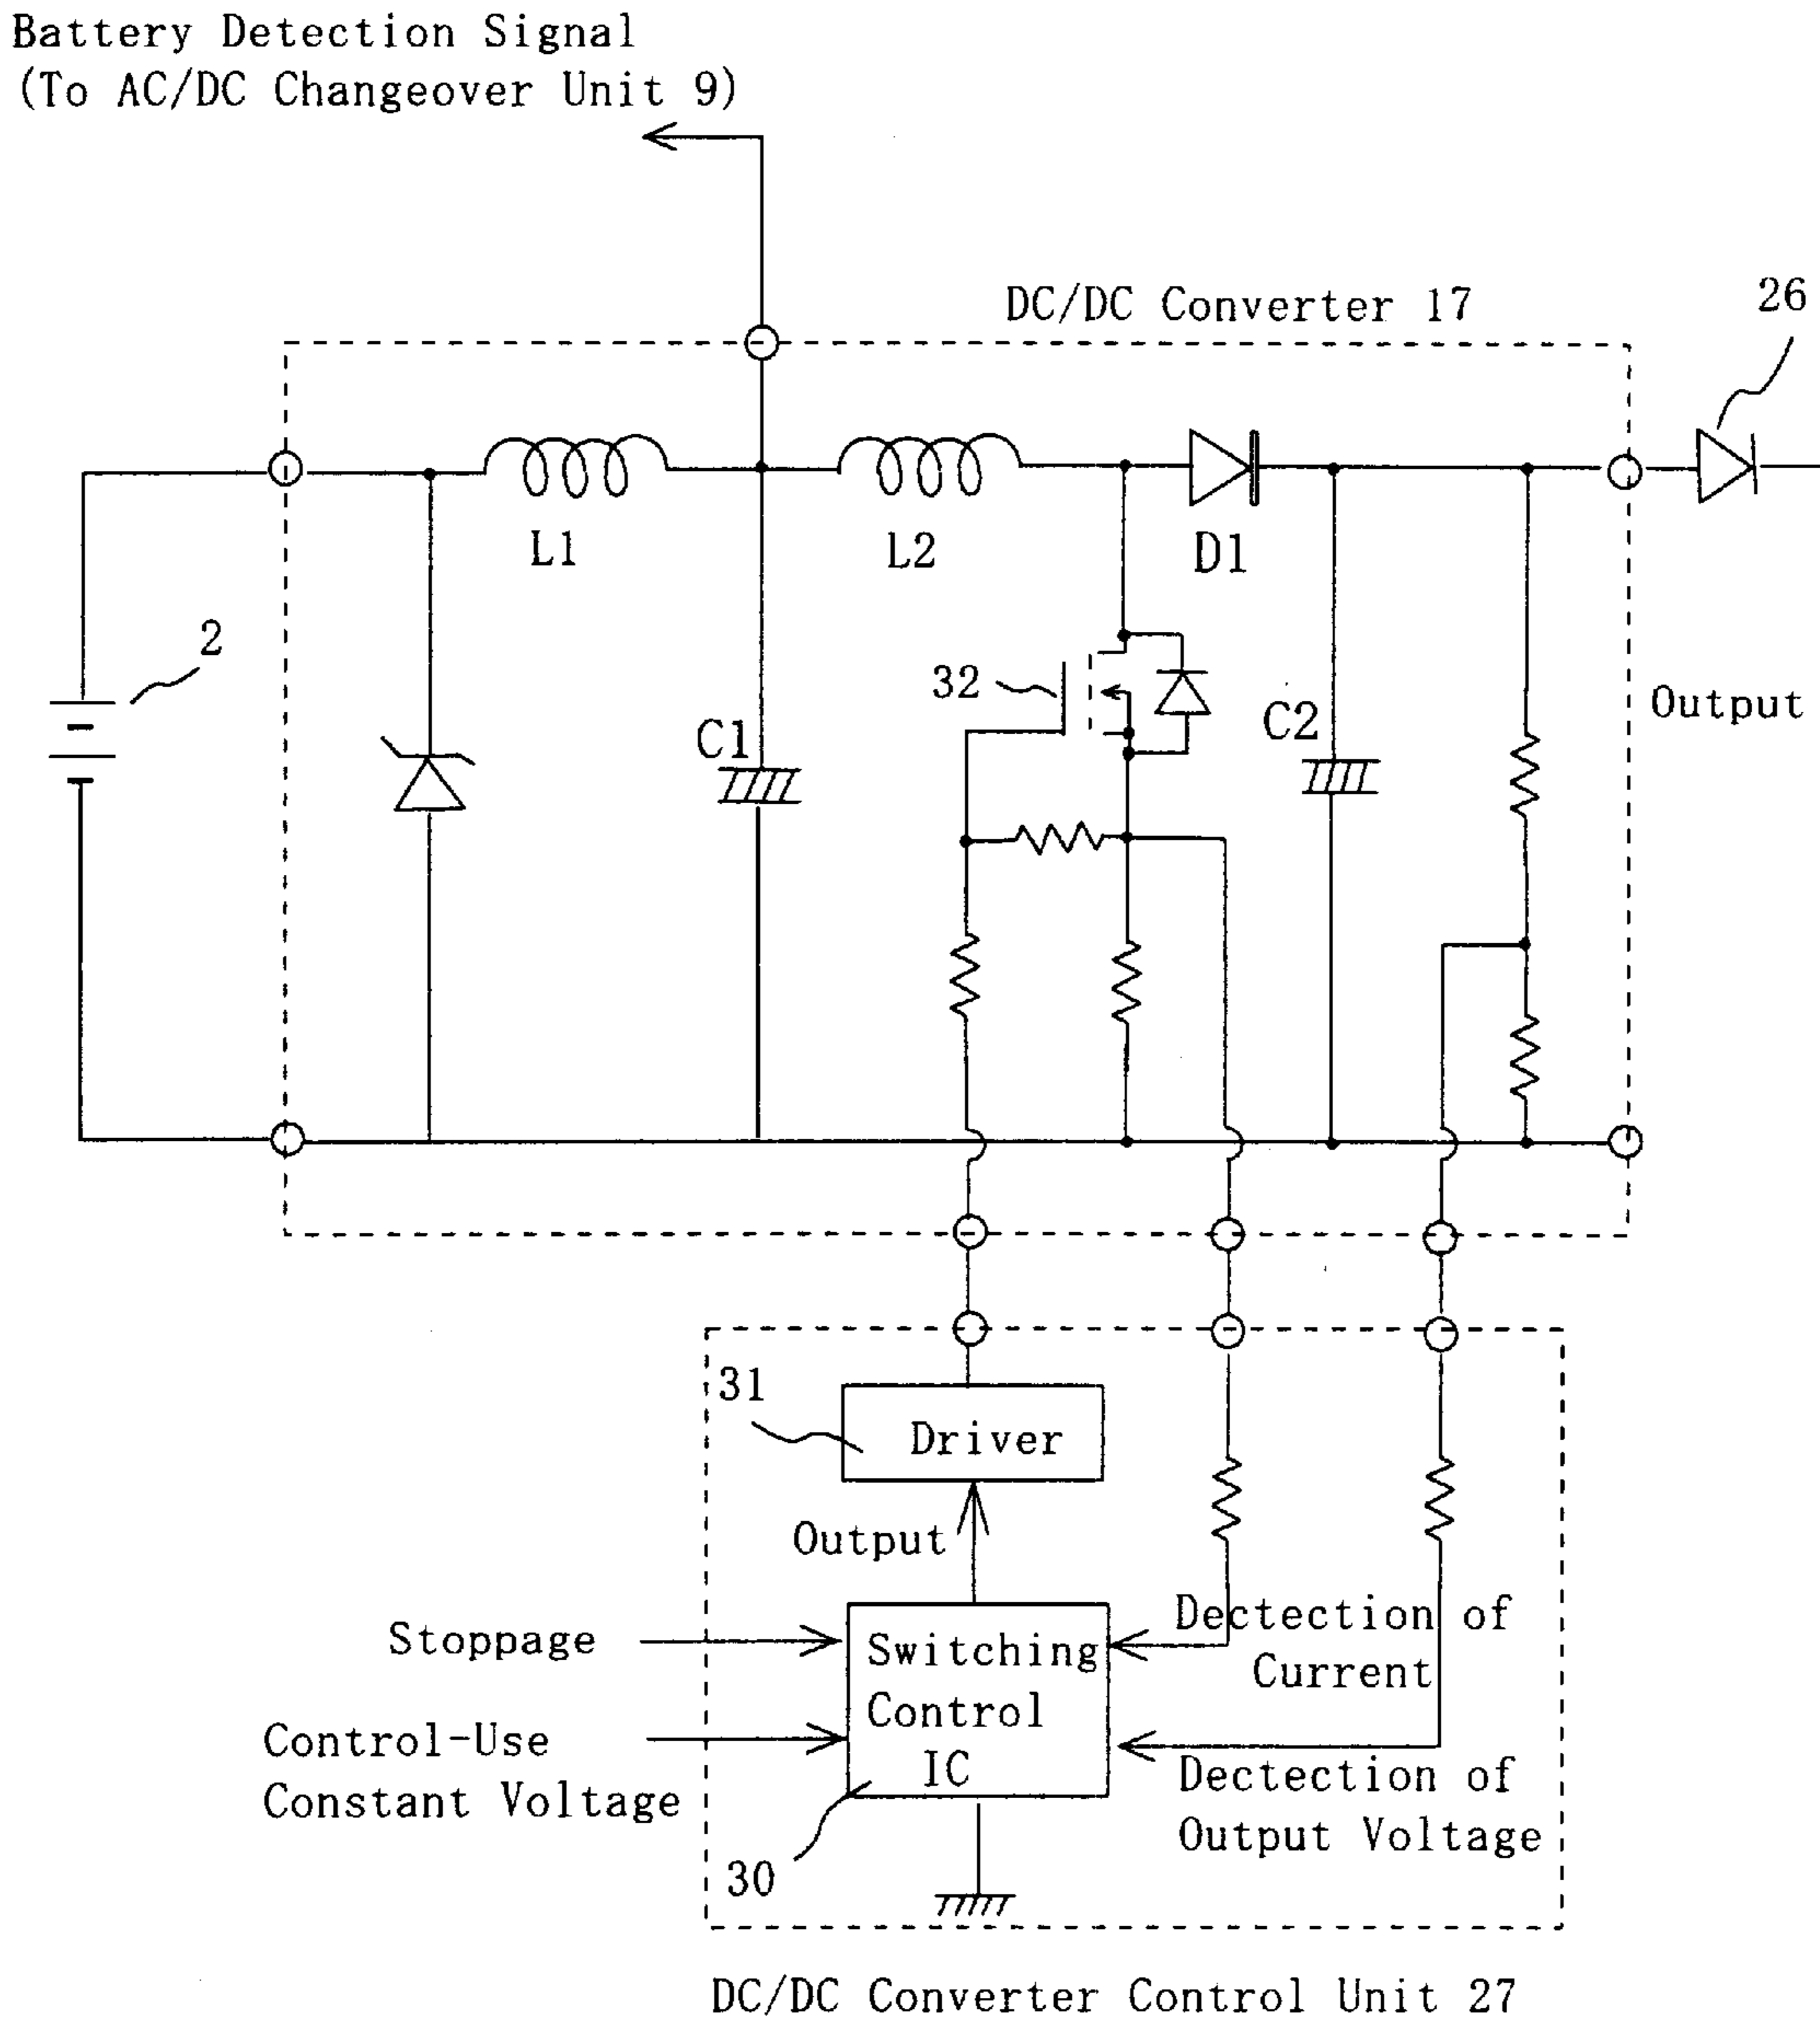 Battery Detection Signal
(To AC/DC Changeover Unit 9)
DC/DC Converter 17
26
L1
L2
D1
2
32
C1
C2
Output
31
Driver
Output
Stoppage
Switching
Control
IC
Dectection of
Current
Control-Use
Constant Voltage
Dectection of
Output Voltage
30
DC/DC Converter Control Unit 27